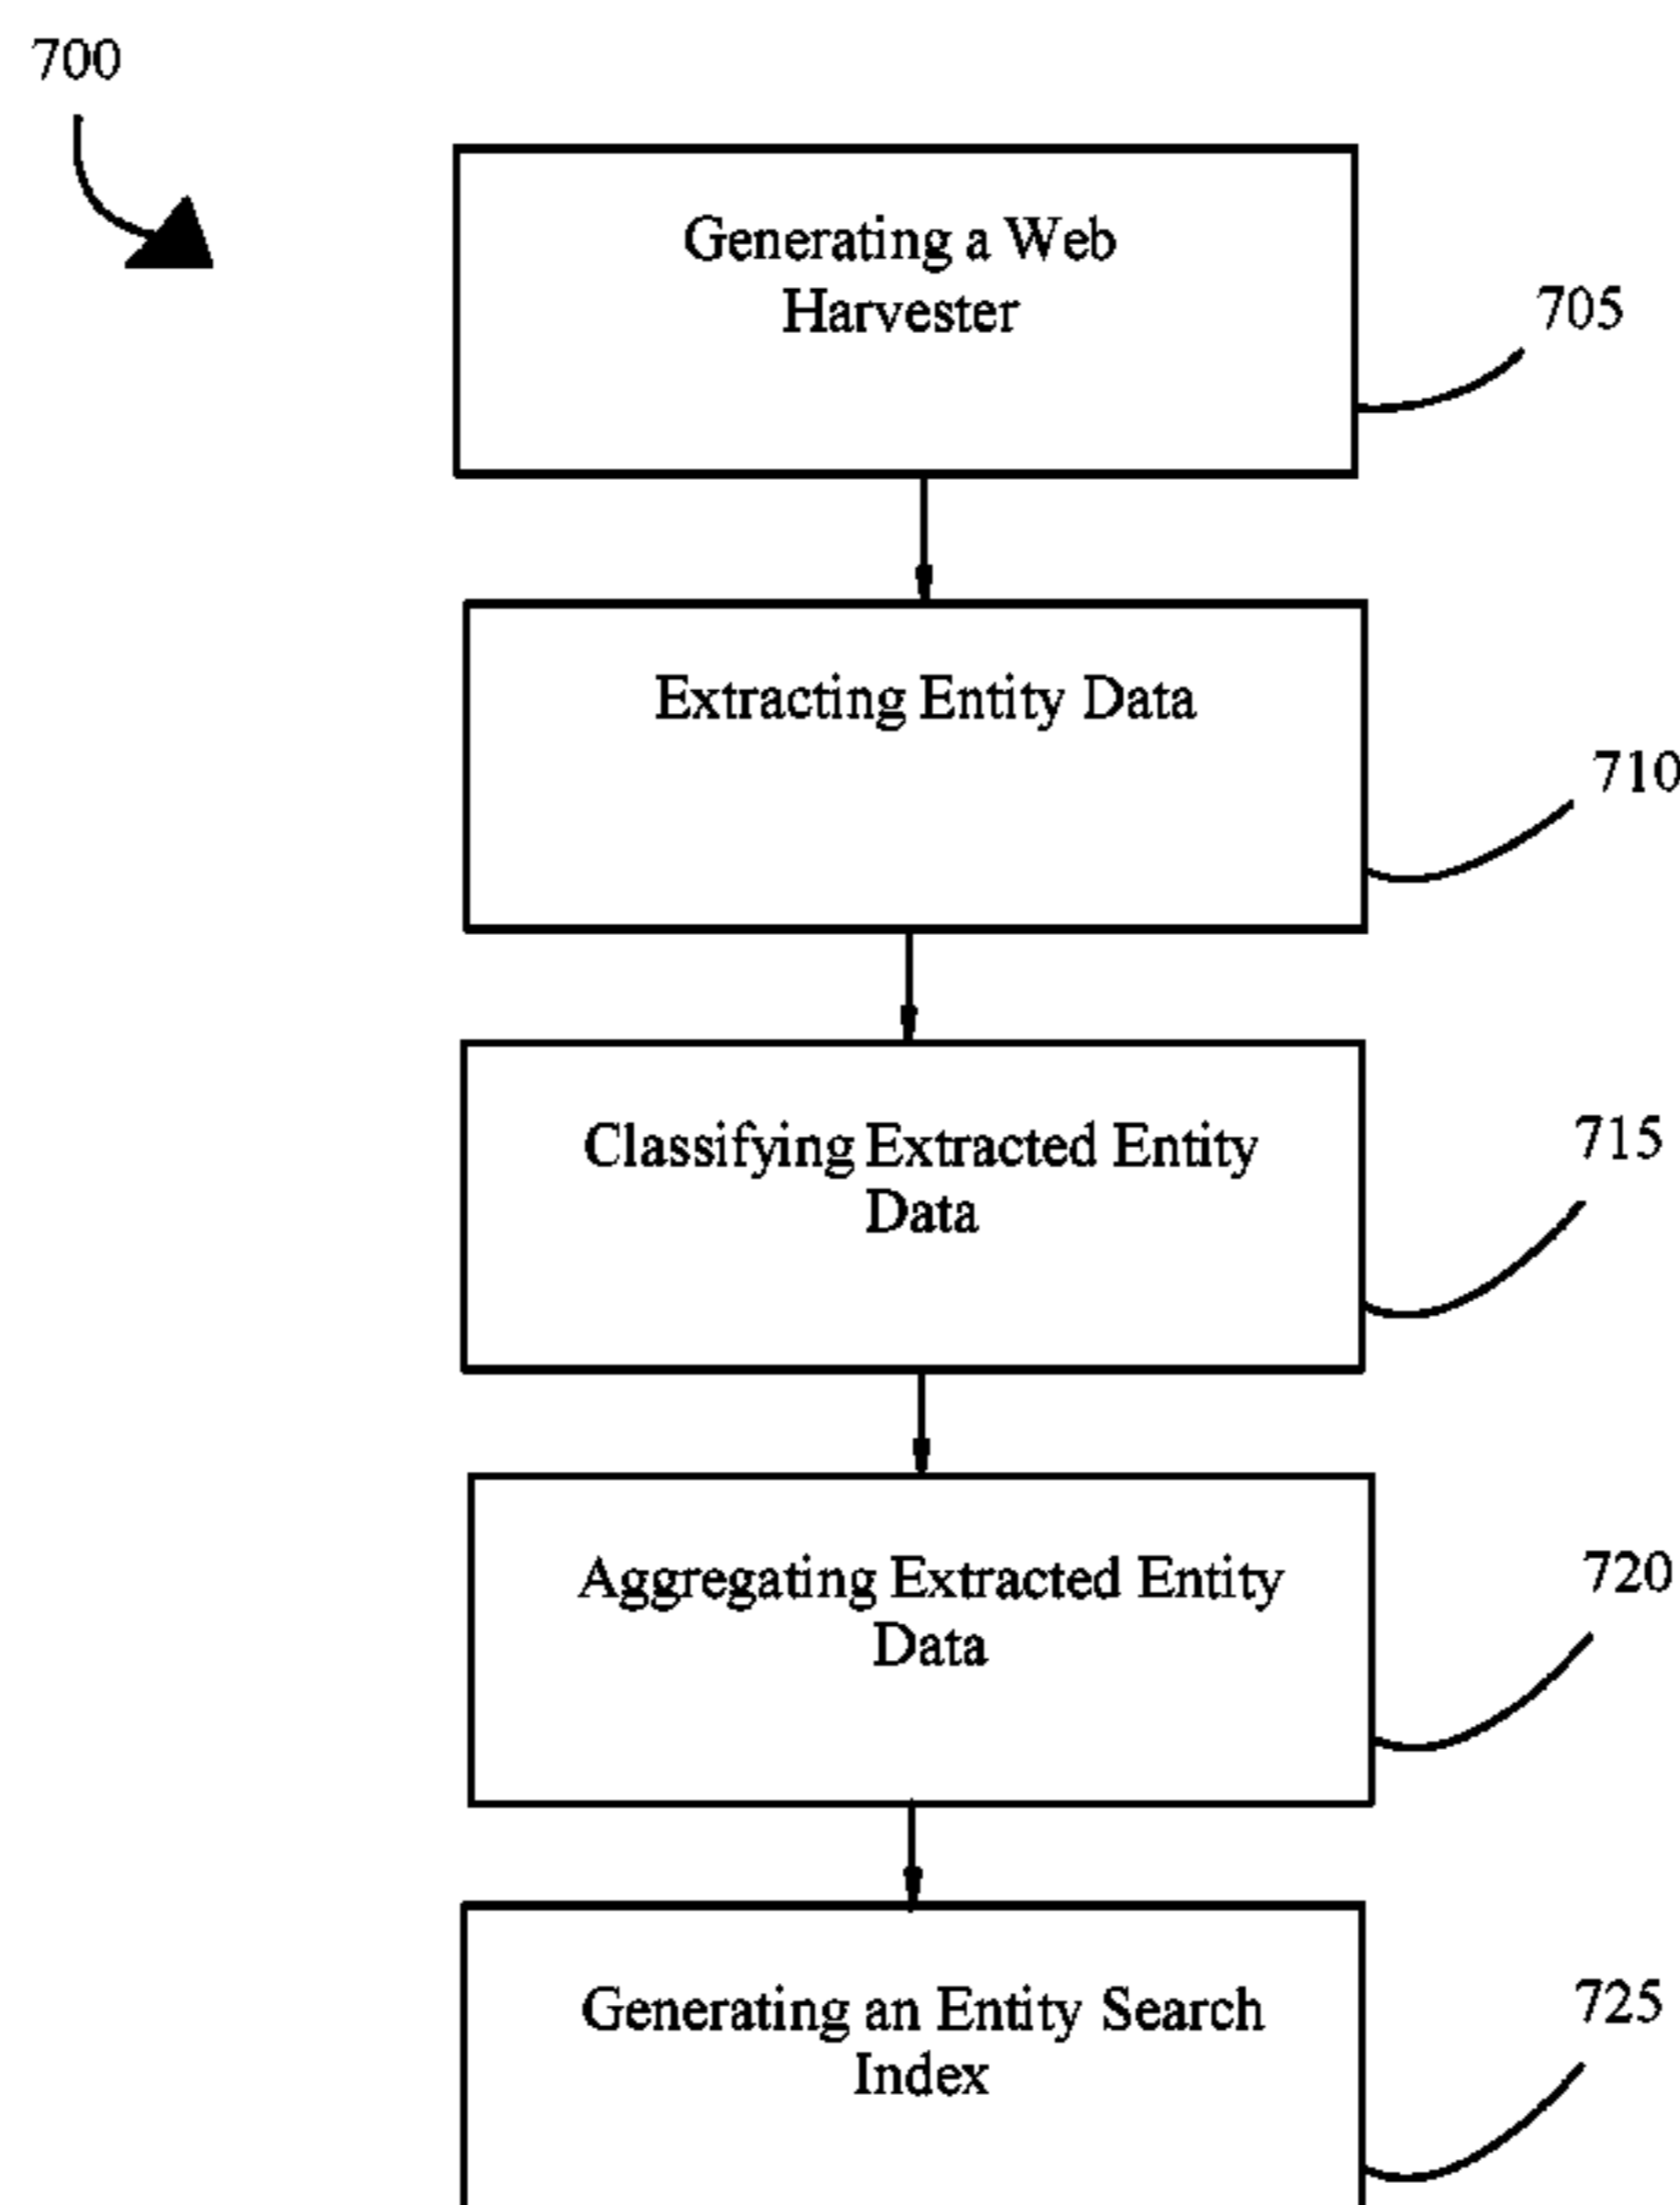 700
Generating a Web
Harvester
705
Extracting Entity Data
710
Classifying Extracted Entity
Data
715
Aggregating Extracted Entity
Data
720
Generating an Entity Search
Index
725